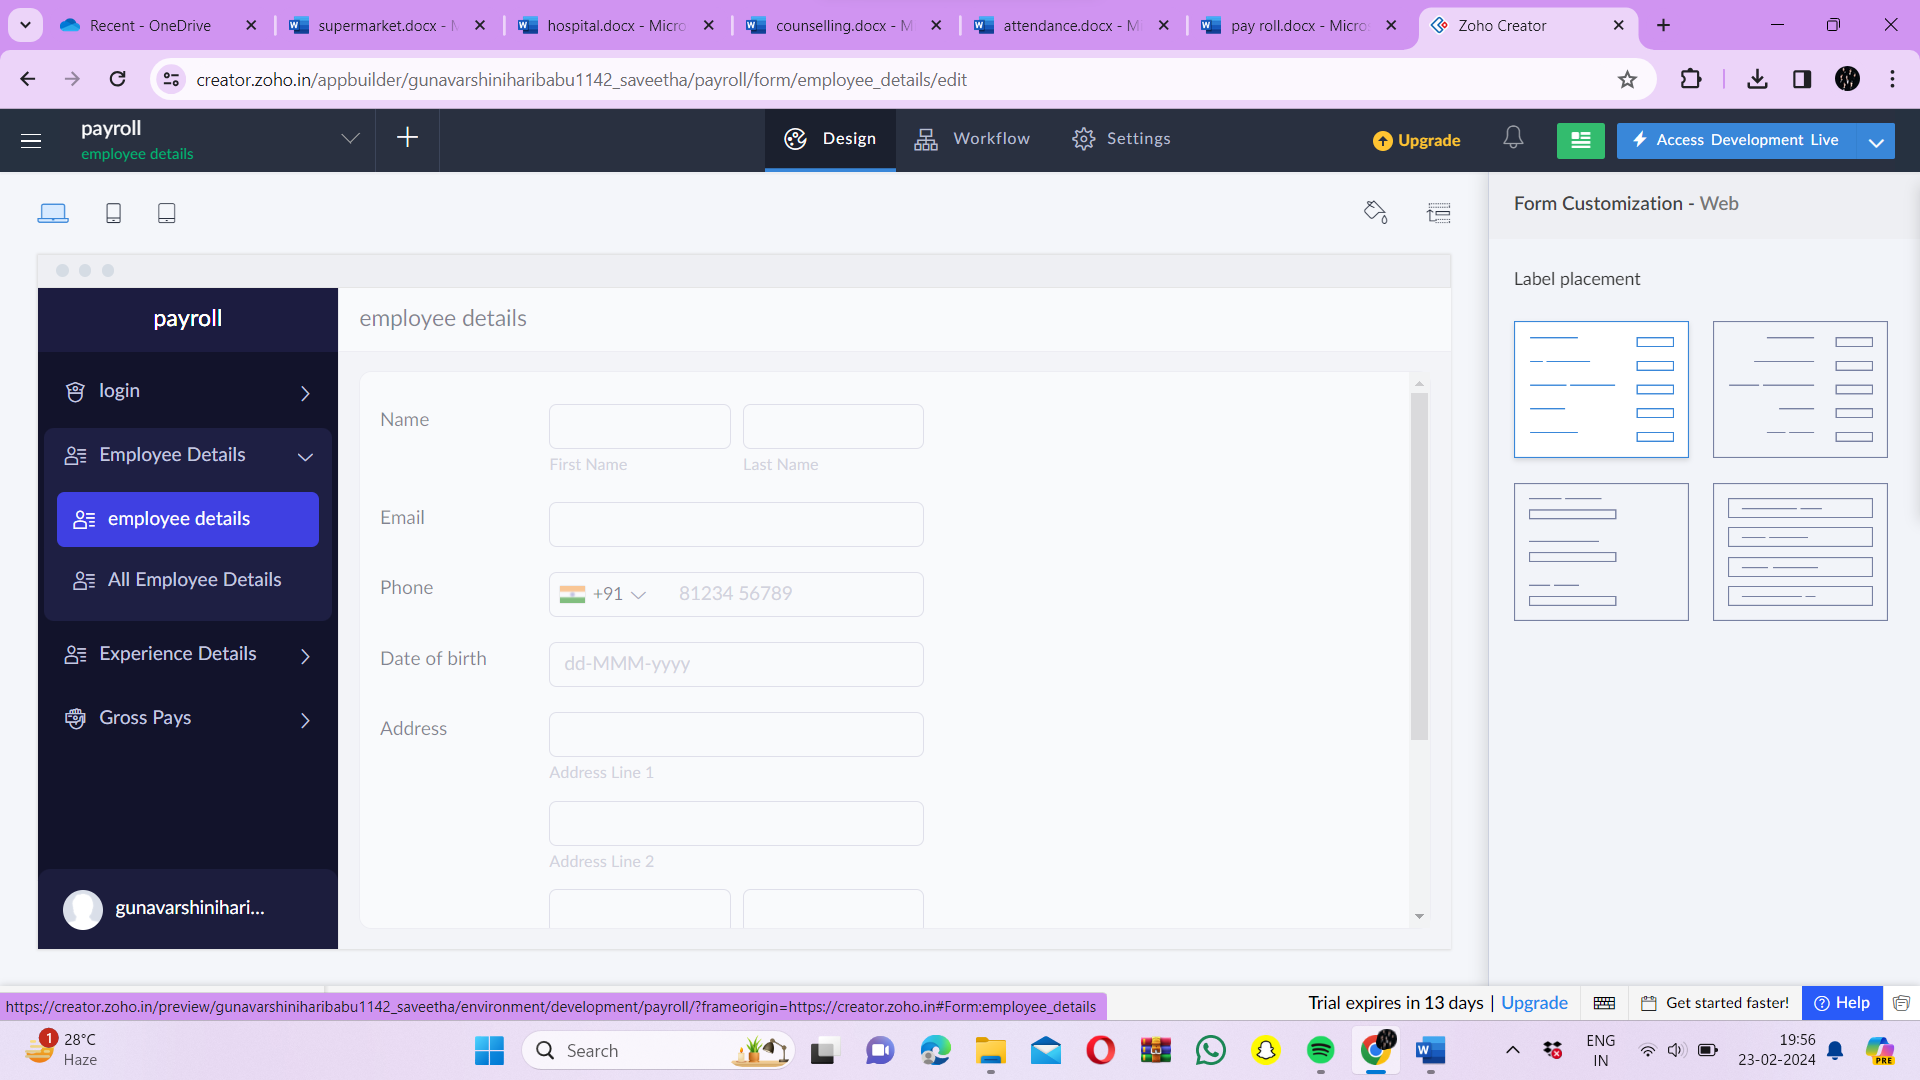 Recent - OneDrive
supermarket.docx - M
hospital.docx - Micro
counselling.docx - M
attendance.docx - Mi
pay roll.docx - Micros
Zoho Creator
creator.zoho.in/appbuilder/gunavarshiniharibabu1142_saveetha/payroll/form/employee_details/edit
payroll
employee details
Design
Workflow
Settings
Upgrade
Access Development Live
Form Customization - Web
Label placement
payroll
login
Employee Details
employee details
All Employee Details
Experience Details
Gross Pays
gunavarshinihari...
employee details
Name
First Name
Last Name
Email
Phone
+91
81234 56789
Date of birth
dd-MMM-yyyy
Address
Address Line 1
Address Line 2
https://creator.zoho.in/preview/gunavarshiniharibabu1142_saveetha/environment/development/payroll/?frameorigin=https://creator.zoho.in#Form:employee_details
Trial expires in 13 days | Upgrade
Get started faster!
Help
1
28°C
Haze
Search
ENG
IN
19:56
23-02-2024
PRE